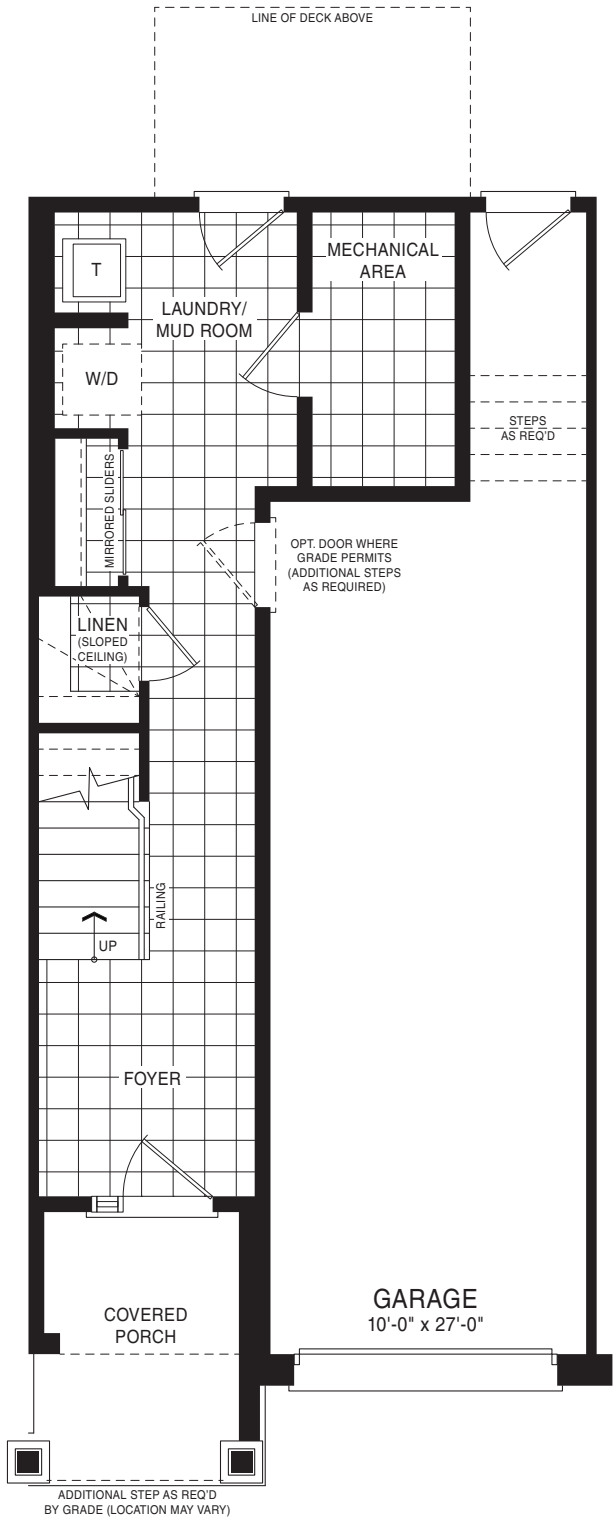 LINE OF DECK ABOVE
MECHANICAL
AREA
T
LAUNDRY/
MUD ROOM
W/D
STEPS
AS REQ'D
MIRRORED SLIDERS
OPT. DOOR WHERE
GRADE PERMITS
(ADDITIONAL STEPS
AS REQUIRED)
LINEN
(SLOPED
CEILING)
RAILING
UP
FOYER
GARAGE
10'-0" x 27'-0"
COVERED
PORCH
ADDITIONAL STEP AS REQ'D
BY GRADE (LOCATION MAY VARY)